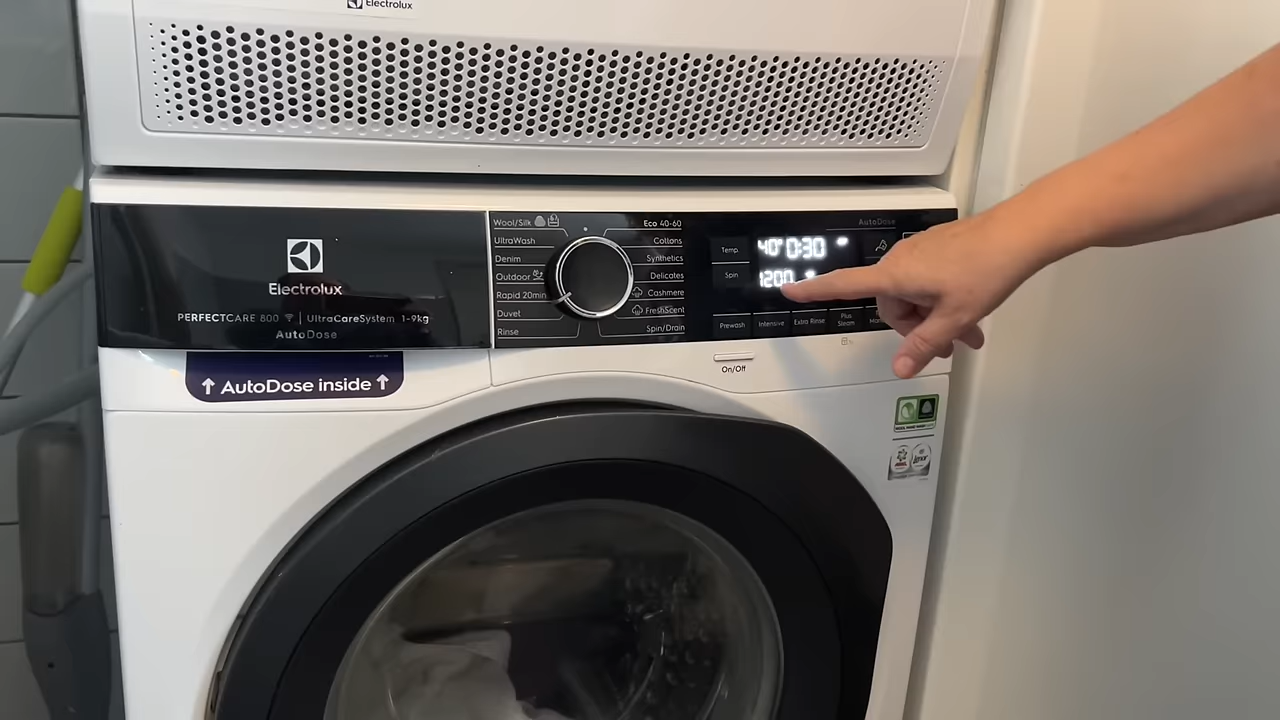 Electrolux
Electrolux
PERFECTCARE 800 | UltraCareSystem 1-9kg
AutoDose
↑ AutoDose inside ↑
Wool/Silk
UltraWash
Denim
Outdoor
Rapid 20min
Duvet
Rinse
Eco 40-60
Cottons
Synthetics
Delicates
Cashmere
FreshScent
Spin/Drain
AutoDose
Temp. 40° 0:30
Spin 1200
Prewash
Intensive
Extra Rinse
Plus Steam
On/Off